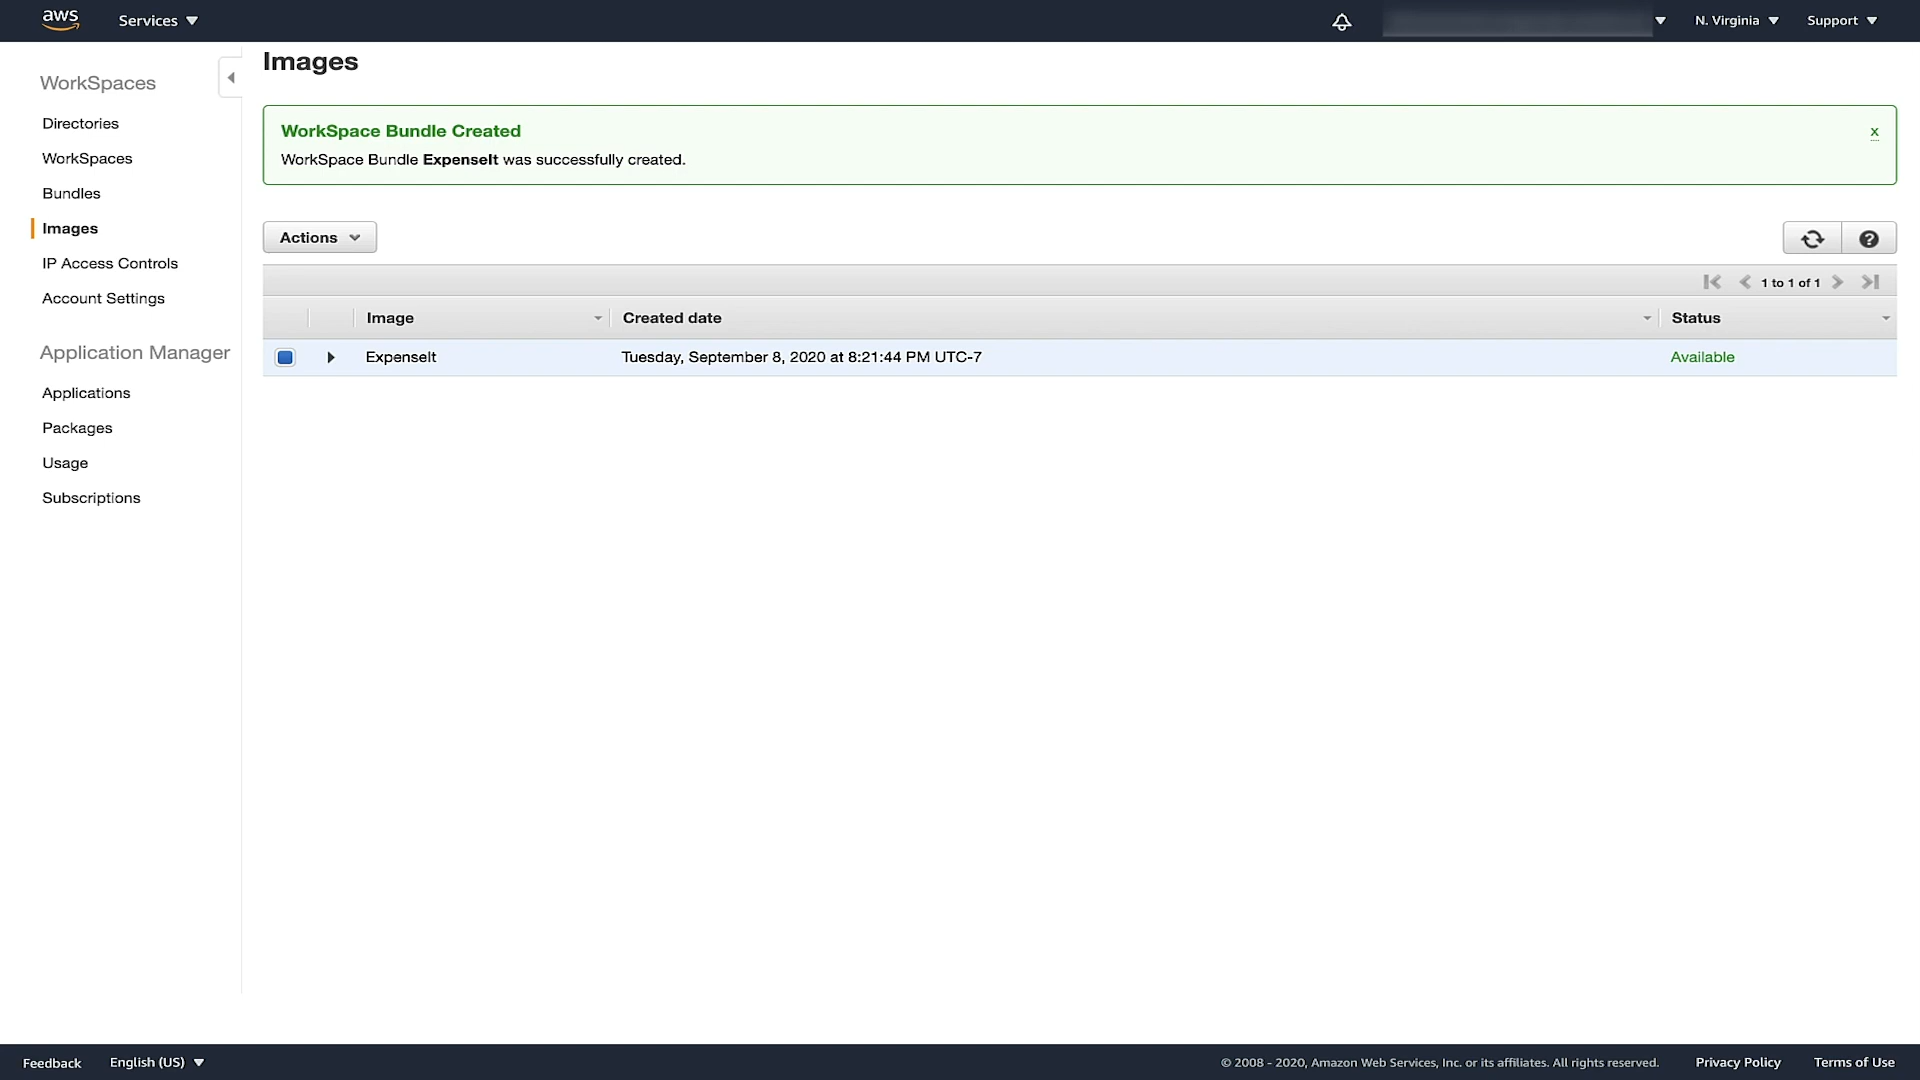 aws Services N. Virginia Support
Images
WorkSpaces
Directories
WorkSpaces
Bundles
Images
IP Access Controls
Account Settings
Application Manager
Applications
Packages
Usage
Subscriptions
WorkSpace Bundle Created x
WorkSpace Bundle ExpenseIt was successfully created.
Actions ?
1 to 1 of 1
Image Created date Status
ExpenseIt Tuesday, September 8, 2020 at 8:21:44 PM UTC-7 Available
Feedback English (US) © 2008 - 2020, Amazon Web Services, Inc. or its affiliates. All rights reserved. Privacy Policy Terms of Use